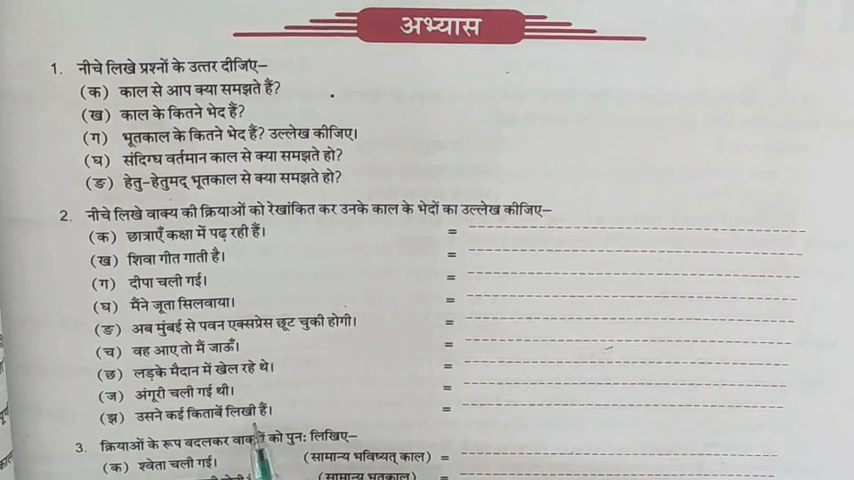 अभ्यास
1. नीचे लिखे प्रश्नों के उत्तर दीजिए–
(क) काल से आप क्या समझते हैं?
(ख) काल के कितने भेद हैं?
(ग) भूतकाल के कितने भेद हैं? उल्लेख कीजिए।
(घ) संदिग्घ वर्तमान काल से क्या समझते हो?
(ङ) हेतु-हेतुमद् भूतकाल से क्या समझते हो?
2. नीचे लिखे वाक्य की क्रियाओं को रेखांकित कर उनके काल के भेदों का उल्लेख कीजिए–
(क) छात्राएँ कक्षा में पढ़ रही हैं। =
(ख) शिवा गीत गाती है। =
(ग) दीपा चली गई। =
(घ) मैंने जूता सिलवाया। =
(ङ) अब मुंबई से पवन एक्सप्रेस छूट चुकी होगी। =
(च) वह आए तो मैं जाऊँ। =
(छ) लड़के मैदान में खेल रहे थे। =
(ज) अंगूरी चली गई थी। =
(झ) उसने कई किताबें लिखी हैं। =
3. क्रियाओं के रूप बदलकर को पुनः लिखिए–
(क) श्वेता चली गई। (सामान्य भविष्यत् काल) =
(सामान्य भूतकाल) =